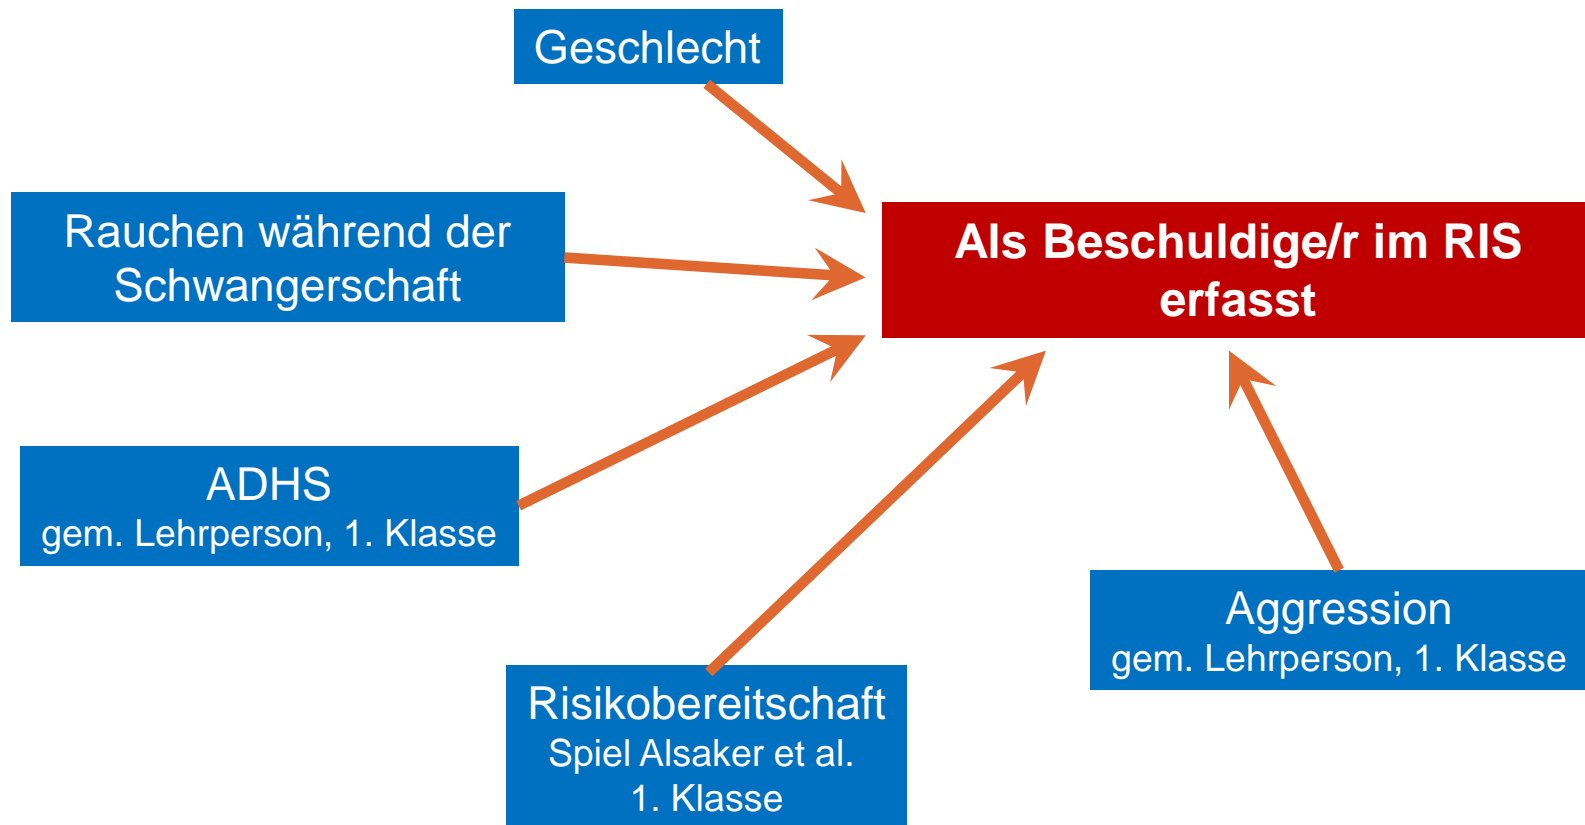 Geschlecht
Rauchen während der
Schwangerschaft
Als Beschuldige/r im RIS
erfasst
ADHS
gem. Lehrperson, 1. Klasse
Aggression
gem. Lehrperson, 1. Klasse
Risikobereitschaft
Spiel Alsaker et al.
1. Klasse